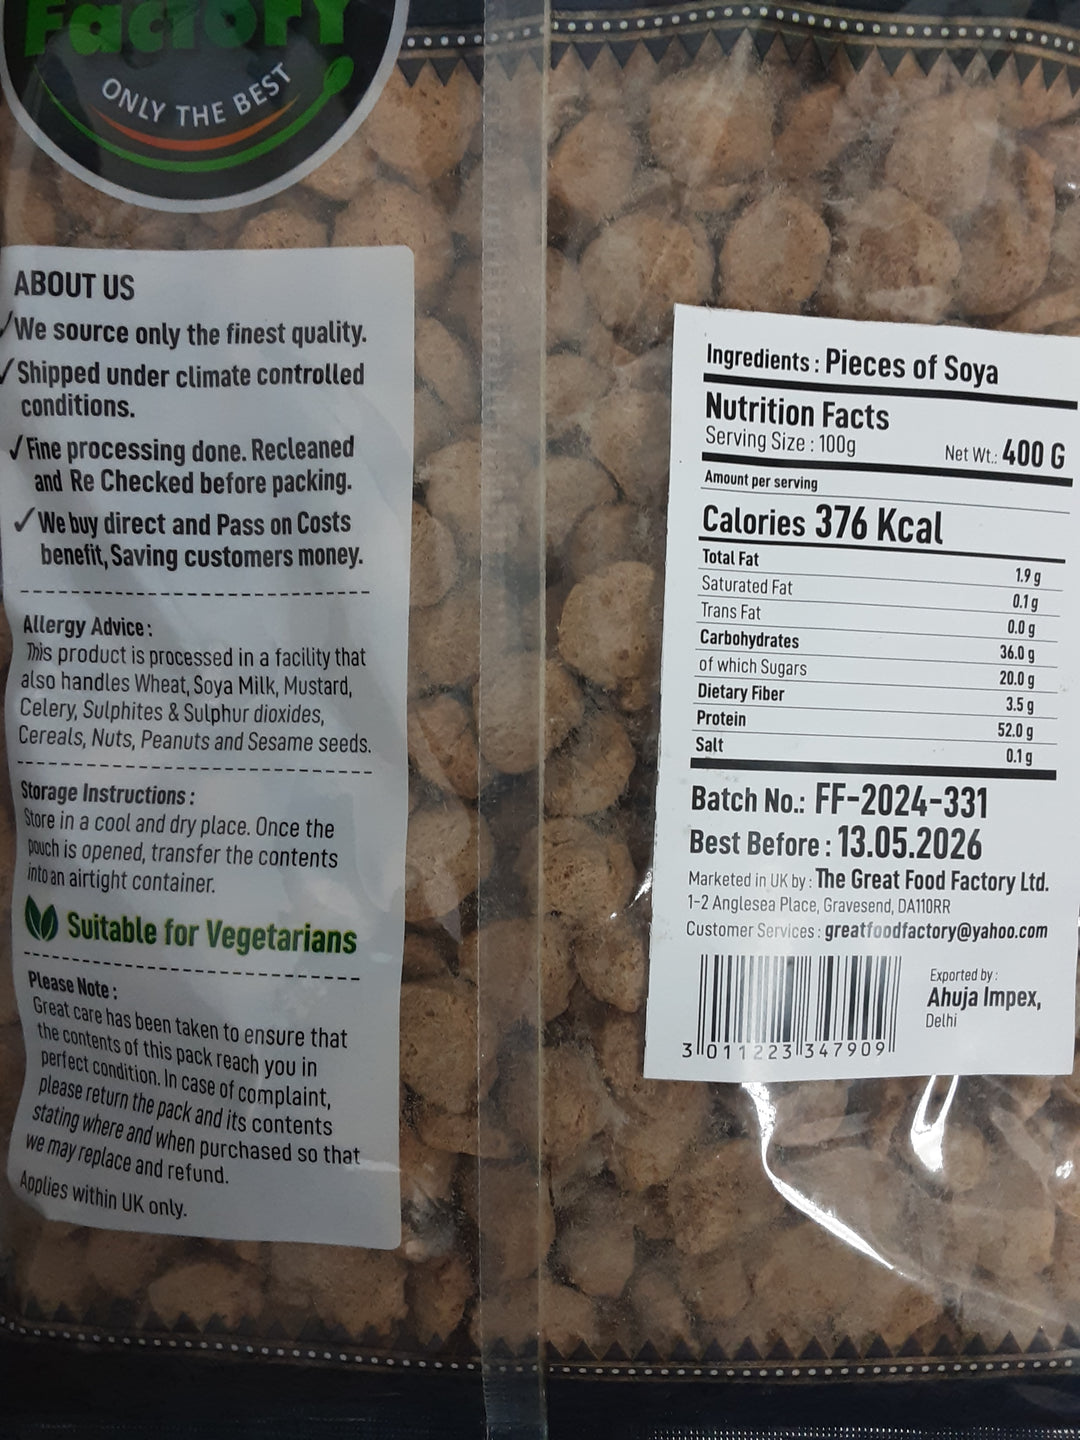 Factory
ONLY THE BEST
ABOUT US
✓We source only the finest quality.
✓Shipped under climate controlled
conditions.
✓Fine processing done. Recleaned
and Re Checked before packing.
✓We buy direct and Pass on Costs
benefit, Saving customers money.
Allergy Advice :
This product is processed in a facility that
also handles Wheat, Soya Milk, Mustard,
Celery, Sulphites & Sulphur dioxides,
Cereals, Nuts, Peanuts and Sesame seeds.
Storage Instructions :
Store in a cool and dry place. Once the
pouch is opened, transfer the contents
into an airtight container.
Suitable for Vegetarians
Please Note :
Great care has been taken to ensure that
the contents of this pack reach you in
perfect condition. In case of complaint,
please return the pack and its contents
stating where and when purchased so that
we may replace and refund.
Applies within UK only.
Ingredients : Pieces of Soya
Nutrition Facts
Serving Size : 100g
Net Wt.: 400 G
Amount per serving
Calories 376 Kcal
Total Fat 1.9 g
Saturated Fat 0.1 g
Trans Fat 0.0 g
Carbohydrates 36.0 g
of which Sugars 20.0 g
Dietary Fiber 3.5 g
Protein 52.0 g
Salt 0.1 g
Batch No.: FF-2024-331
Best Before : 13.05.2026
Marketed in UK by : The Great Food Factory Ltd.
1-2 Anglesea Place, Gravesend, DA110RR
Customer Services : greatfoodfactory@yahoo.com
Exported by :
Ahuja Impex,
Delhi
3 011223 347909